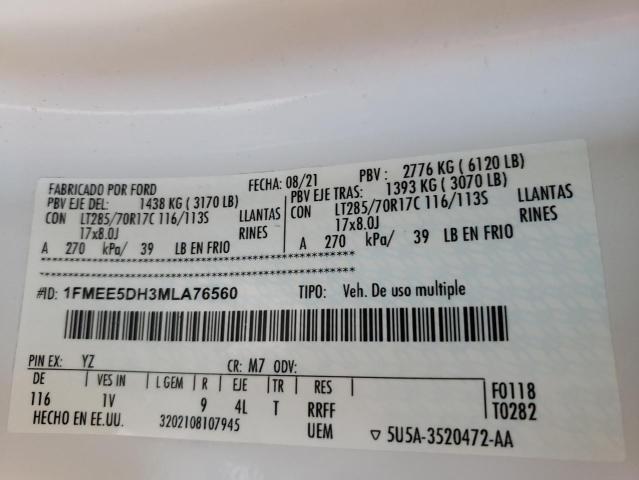 FABRICADO POR FORD FECHA: 08/21 PBV : 2776 KG ( 6120 LB)
PBV EJE DEL: 1438 KG ( 3170 LB) PBV EJE TRAS: 1393 KG ( 3070 LB)
CON LT285/70R17C 116/113S LLANTAS CON LT285/70R17C 116/113S LLANTAS
17x8.0J RINES 17x8.0J RINES
A 270 kPa/ 39 LB EN FRIO A 270 kPa/ 39 LB EN FRIO
#ID: 1FMEE5DH3MLA76560 TIPO: Veh. De uso multiple
PIN EX: YZ CR: M7 ODV:
DE VES IN L GEM R EJE TR RES F0118
116 1V 9 4L T RRFF T0282
HECHO EN EE.UU. 3202108107945 UEM ▽ 5U5A-3520472-AA